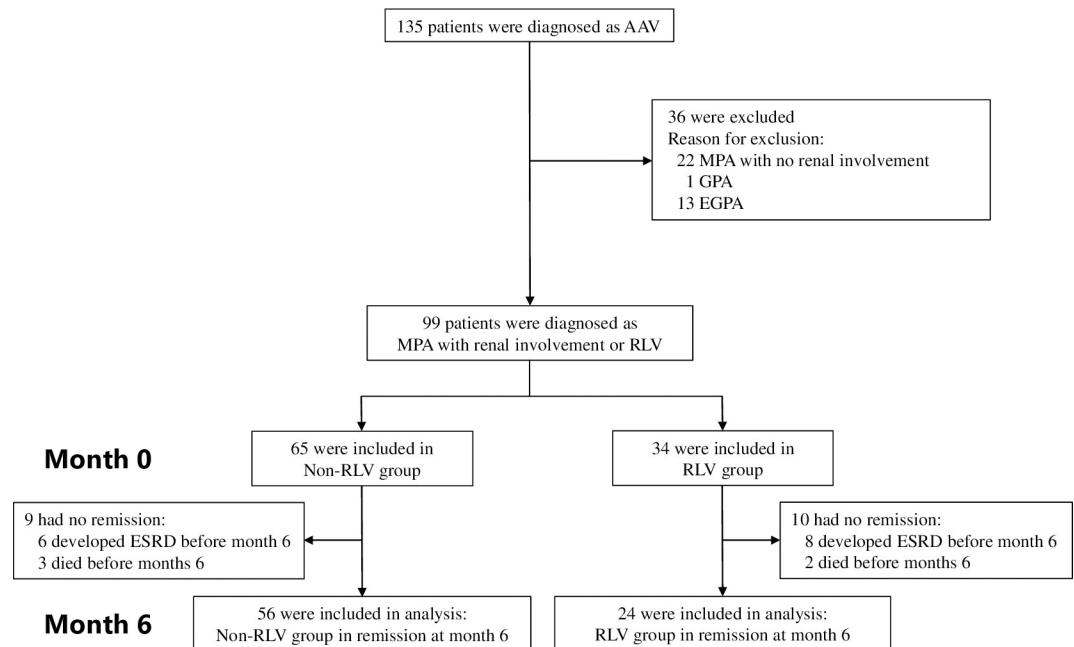 135 patients were diagnosed as AAV
36 were excluded
Reason for exclusion:
22 MPA with no renal involvement
1 GPA
13 EGPA
99 patients were diagnosed as
MPA with renal involvement or RLV
Month 0
65 were included in
Non-RLV group
34 were included in
RLV group
9 had no remission:
6 developed ESRD before month 6
3 died before months 6
10 had no remission:
8 developed ESRD before month 6
2 died before months 6
Month 6
56 were included in analysis:
Non-RLV group in remission at month 6
24 were included in analysis:
RLV group in remission at month 6